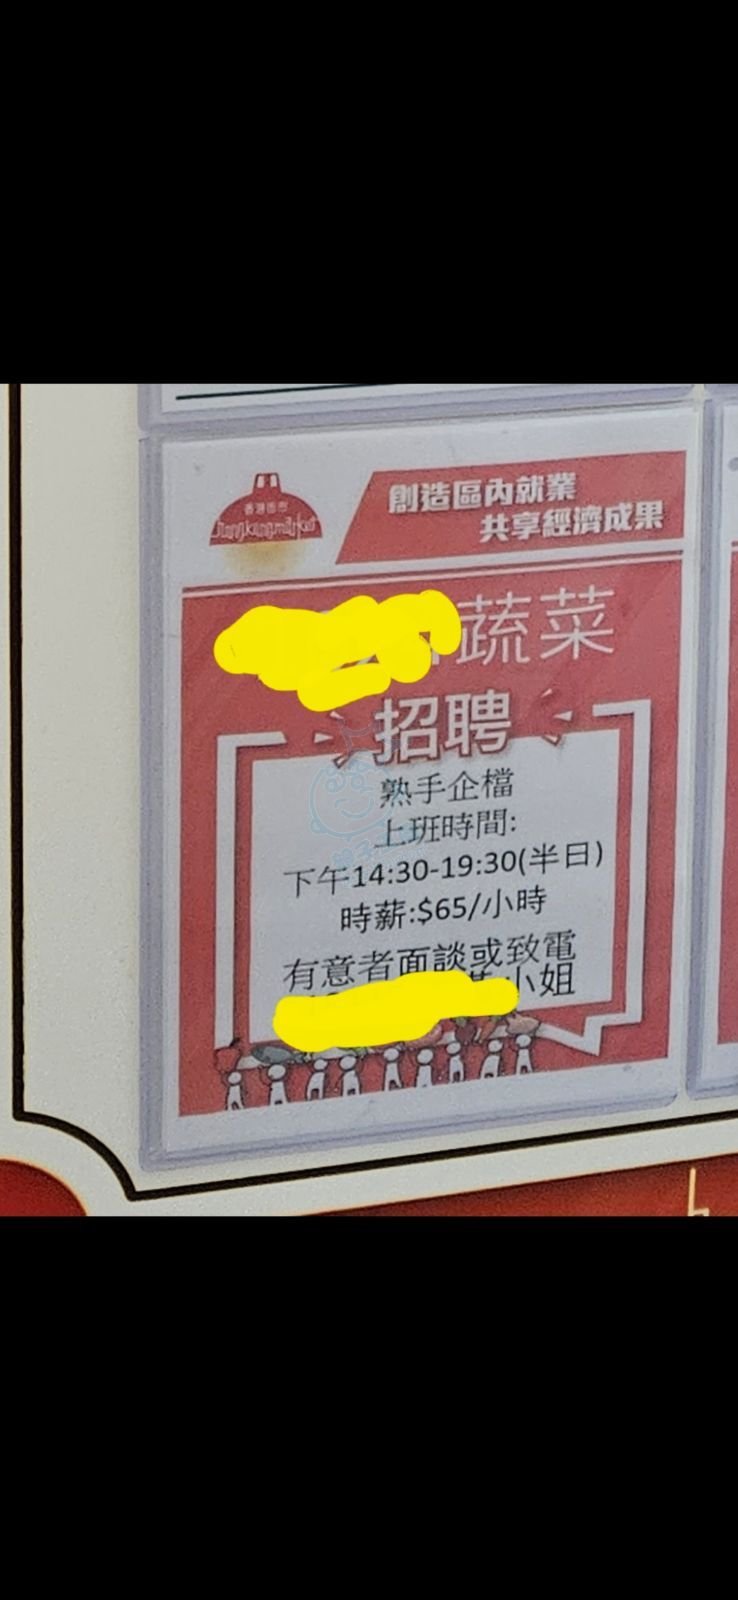 香港街市
hongkongmarket
創造區內就業
共享經濟成果
蔬菜
招聘
熟手企檔
上班時間:
下午14:30-19:30(半日)
時薪:$65/小時
有意者面談或致電
小姐